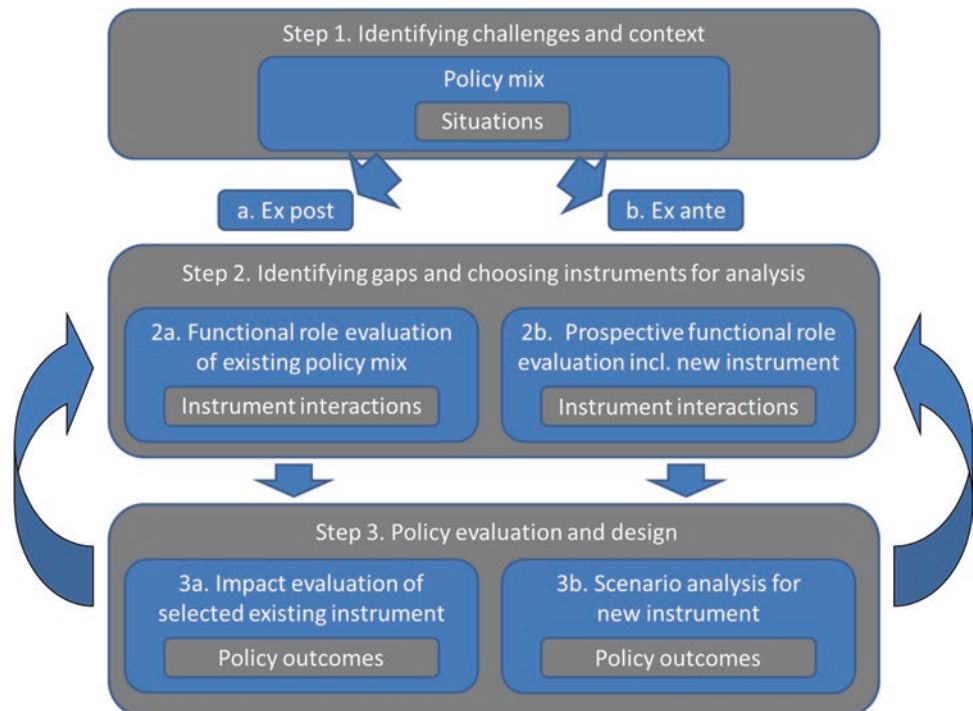 Step 1. Identifying challenges and context
Policy mix
Situations
a. Ex post
b. Ex ante
Step 2. Identifying gaps and choosing instruments for analysis
2a. Functional role evaluation
of existing policy mix
Instrument interactions
2b. Prospective functional role
evaluation incl. new instrument
Instrument interactions
Step 3. Policy evaluation and design
3a. Impact evaluation of
selected existing instrument
Policy outcomes
3b. Scenario analysis for
new instrument
Policy outcomes